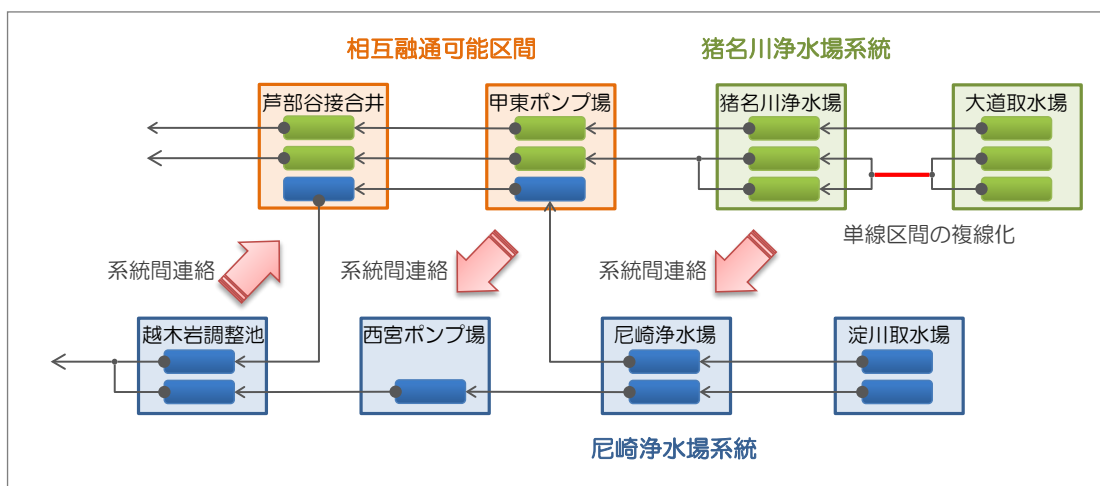 相互融通可能区間
猪名川浄水場系統
芦部谷接合井
甲東ポンプ場
猪名川浄水場
大道取水場
単線区間の複線化
系統間連絡
系統間連絡
系統間連絡
越木岩調整池
西宮ポンプ場
尼崎浄水場
淀川取水場
尼崎浄水場系統